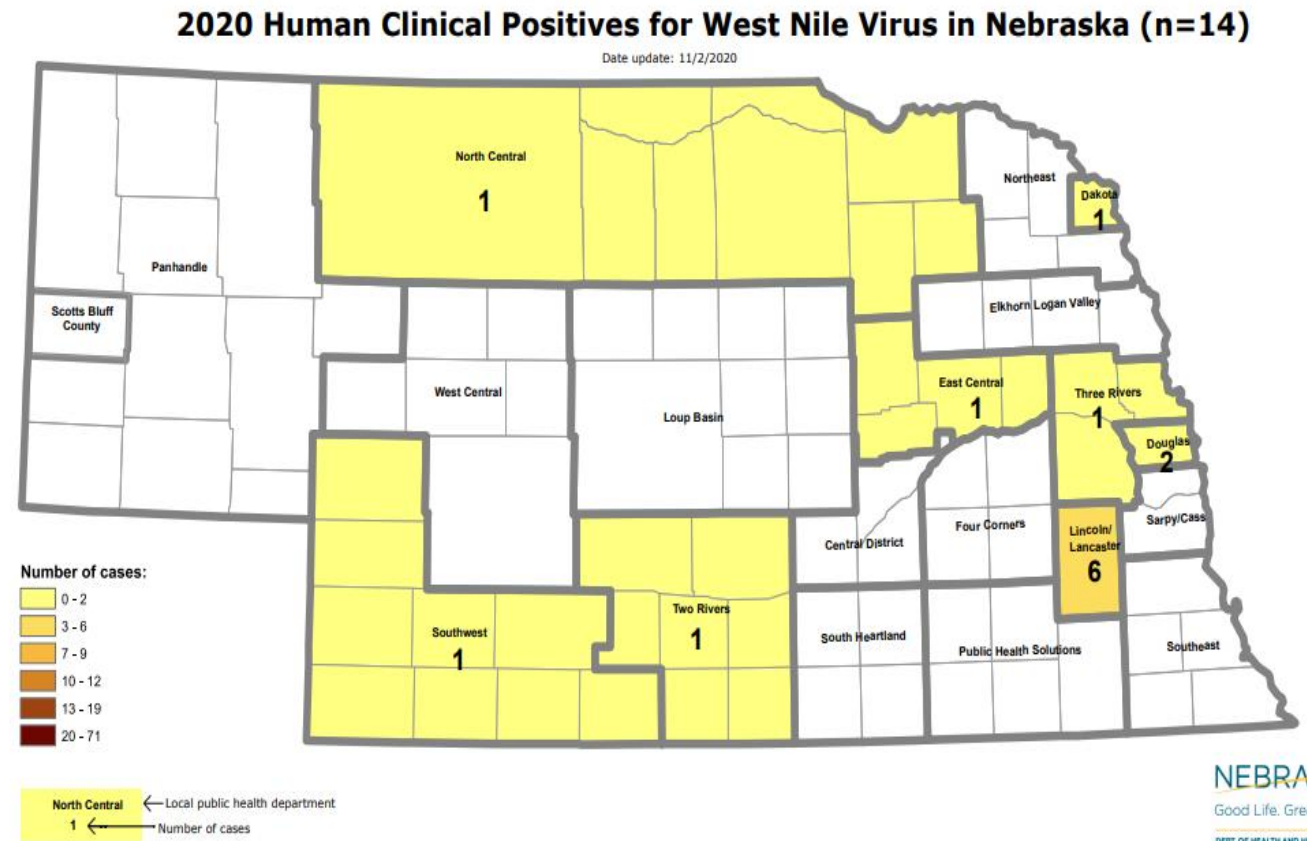 2020 Human Clinical Positives for West Nile Virus in Nebraska (n=14)
Date update: 11/2/2020
North Central
1
Northeast
Dakota
1
Panhandle
Scotts Bluff
County
Elkhorn Logan Valley
West Central
Loup Basin
East Central
1
Three Rivers
1
Douglas
2
Central District
Four Corners
Lincoln/
Lancaster
6
Sarpy/Cass
Southwest
1
Two Rivers
1
South Heartland
Public Health Solutions
Southeast
Number of cases:
0 - 2
3 - 6
7 - 9
10 - 12
13 - 19
20 - 71
North Central
Local public health department
1
Number of cases
NEBRA
Good Life. Gre